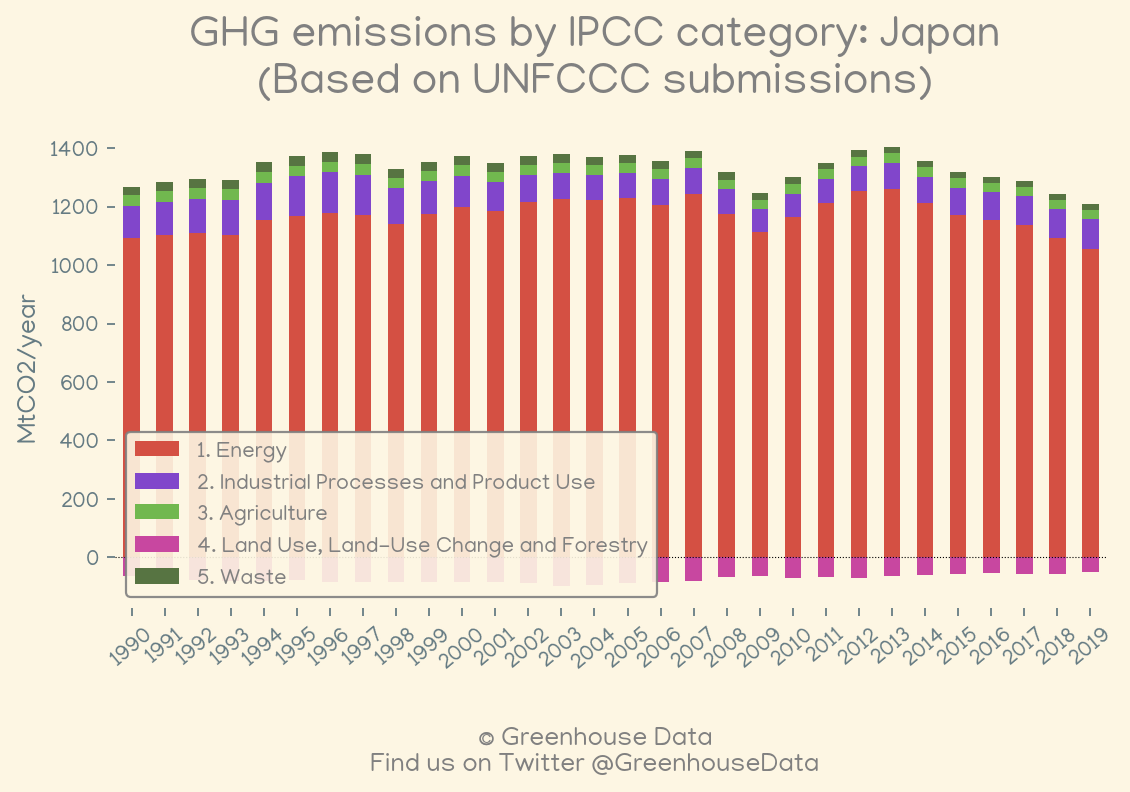 GHG emissions by IPCC category: Japan
(Based on UNFCCC submissions)
MtCO2/year
1400
1200
1000
800
600
400
200
0
1. Energy
2. Industrial Processes and Product Use
3. Agriculture
4. Land Use, Land-Use Change and Forestry
5. Waste
1990 1991 1992 1993 1994 1995 1996 1997 1998 1999 2000 2001 2002 2003 2004 2005 2006 2007 2008 2009 2010 2011 2012 2013 2014 2015 2016 2017 2018 2019
© Greenhouse Data
Find us on Twitter @GreenhouseData